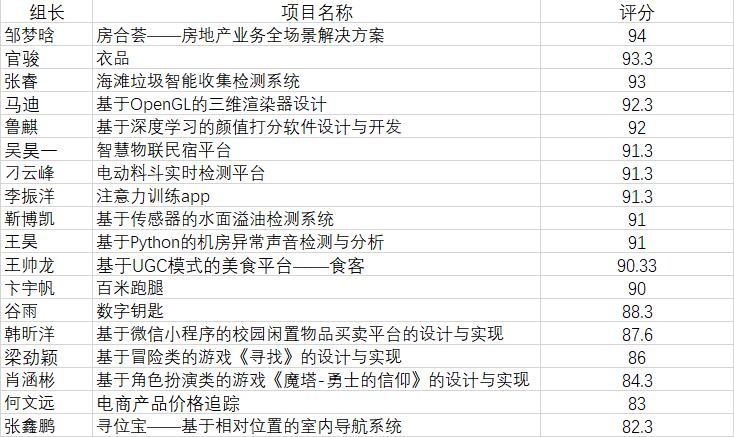 组长 项目名称 评分
邹梦晗 房合荟——房地产业务全场景解决方案 94
官骏 衣品 93.3
张睿 海滩垃圾智能收集检测系统 93
马迪 基于OpenGL的三维渲染器设计 92.3
鲁麒 基于深度学习的颜值打分软件设计与开发 92
吴昊一 智慧物联民宿平台 91.3
刁云峰 电动料斗实时检测平台 91.3
李振洋 注意力训练app 91.3
靳博凯 基于传感器的水面溢油检测系统 91
王昊 基于Python的机房异常声音检测与分析 91
王帅龙 基于UGC模式的美食平台——食客 90.33
卞宇帆 百米跑腿 90
谷雨 数字钥匙 88.3
韩昕洋 基于微信小程序的校园闲置物品买卖平台的设计与实现 87.6
梁劲颖 基于冒险类的游戏《寻找》的设计与实现 86
肖涵彬 基于角色扮演类的游戏《魔塔-勇士的信仰》的设计与实现 84.3
何文远 电商产品价格追踪 83
张鑫鹏 寻位宝——基于相对位置的室内导航系统 82.3